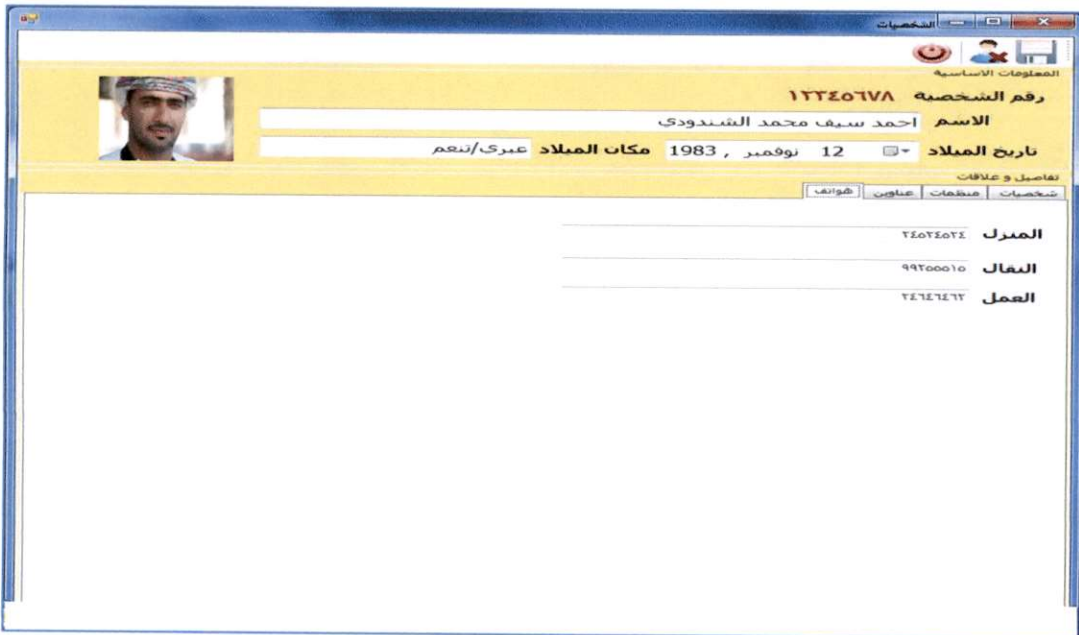 الشخصيات
المعلومات الاساسية
رقم الشخصية ١٢٣٤٥٦٧٨
الاسم احمد سيف محمد الشندودي
تاريخ الميلاد 12 نوفمبر , 1983 مكان الميلاد عبري/تنعم
تفاصيل و علاقات
شخصيات منظمات عناوين هواتف
المنزل ٢٤٥٢٤٥٢٤
النقال ٩٩٢٥٥٥١٥
العمل ٢٤٦٤٦٤٦٢